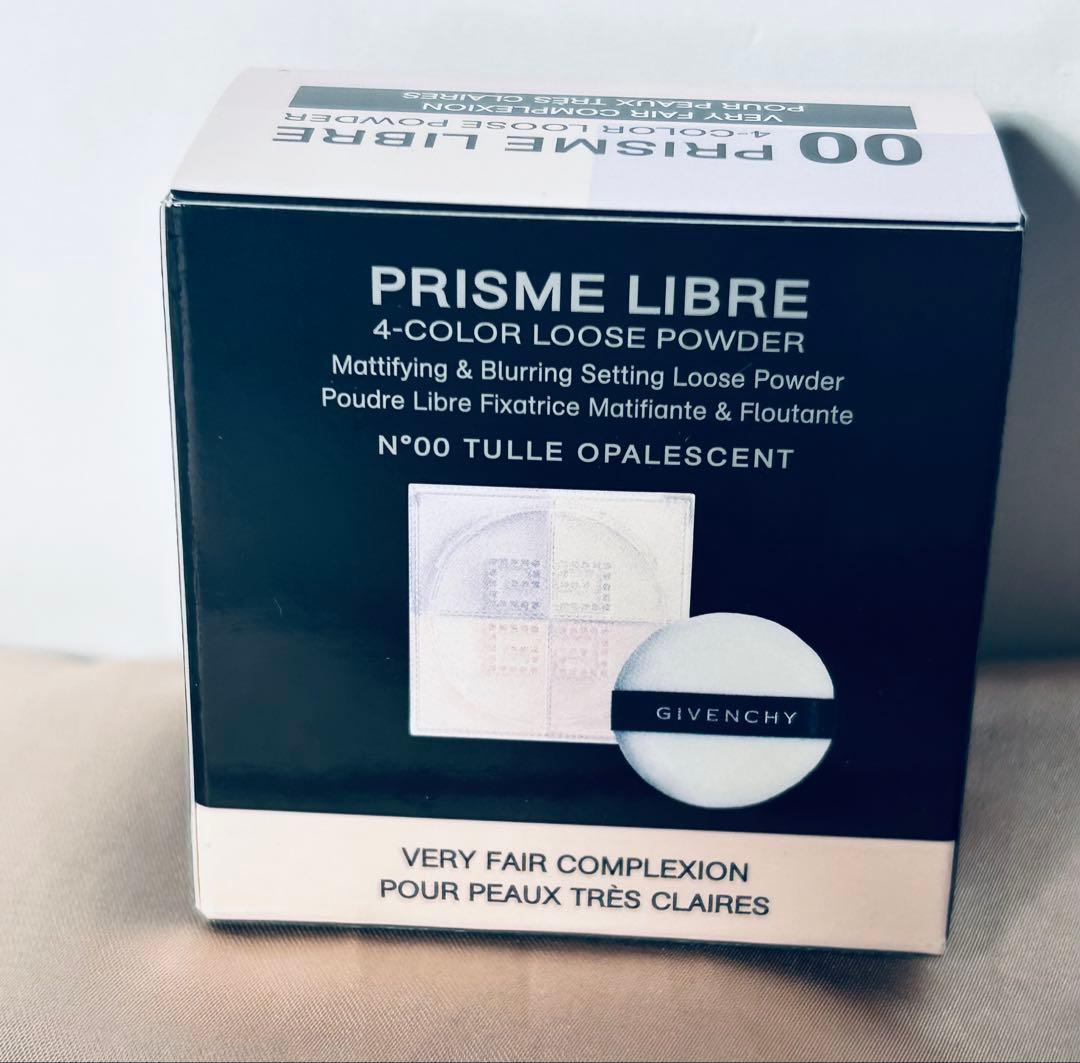 00 PRISME LIBRE
4-COLOR LOOSE POWDER
VERY FAIR COMPLEXION
POUR PEAUX TRÈS CLAIRES
PRISME LIBRE
4-COLOR LOOSE POWDER
Mattifying & Blurring Setting Loose Powder
Poudre Libre Fixatrice Matifiante & Floutante
N°00 TULLE OPALESCENT
GIVENCHY
VERY FAIR COMPLEXION
POUR PEAUX TRÈS CLAIRES